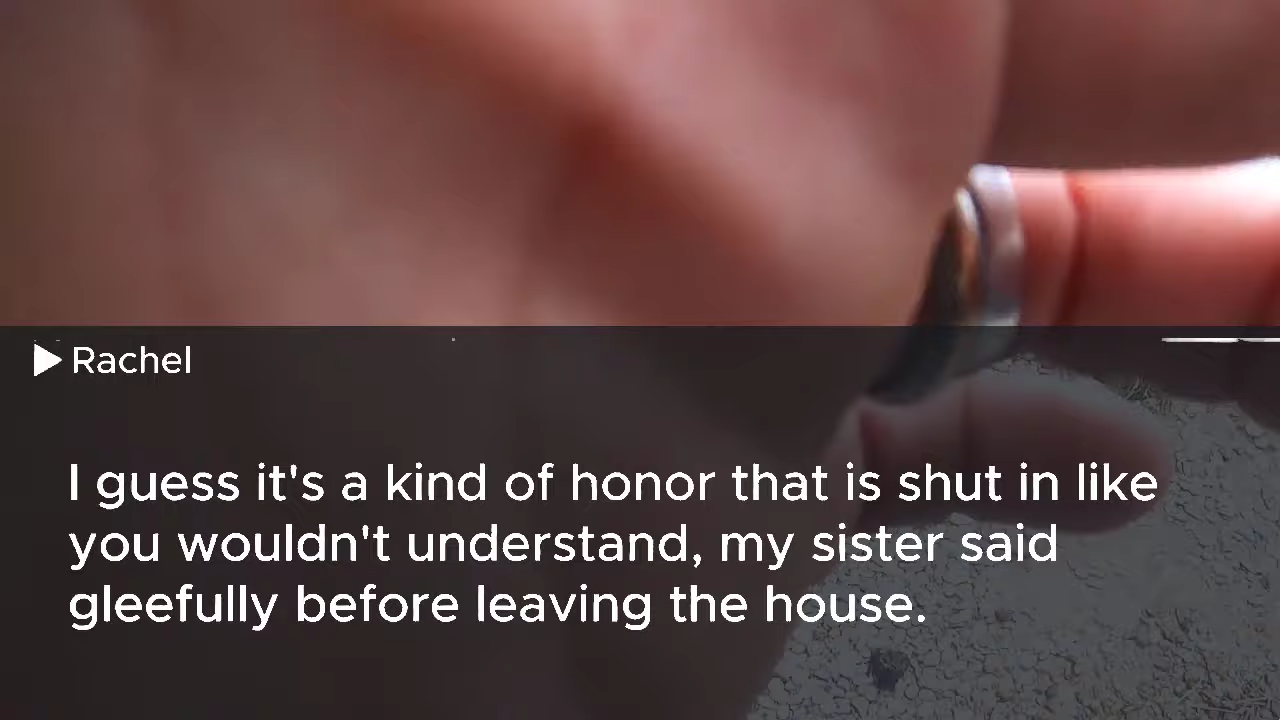 Rachel
I guess it's a kind of honor that is shut in like
you wouldn't understand, my sister said
gleefully before leaving the house.